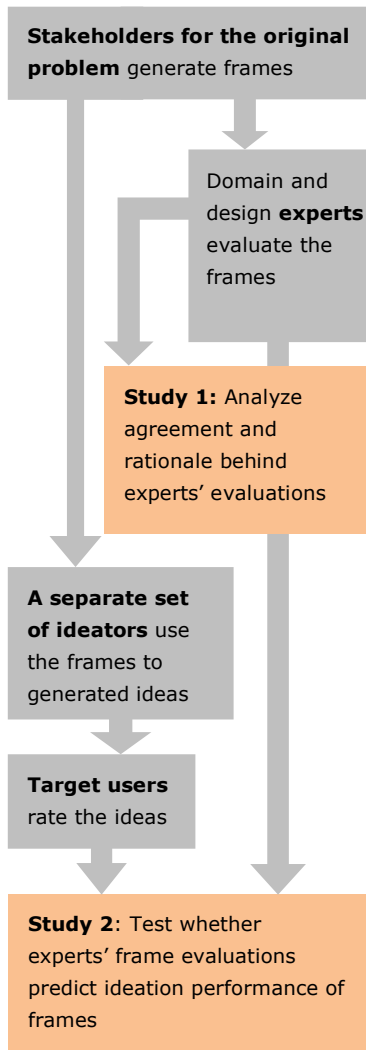 Stakeholders for the original
problem generate frames
Domain and
design experts
evaluate the
frames
Study 1: Analyze
agreement and
rationale behind
experts’ evaluations
A separate set
of ideators use
the frames to
generated ideas
Target users
rate the ideas
Study 2: Test whether
experts’ frame evaluations
predict ideation performance of
frames